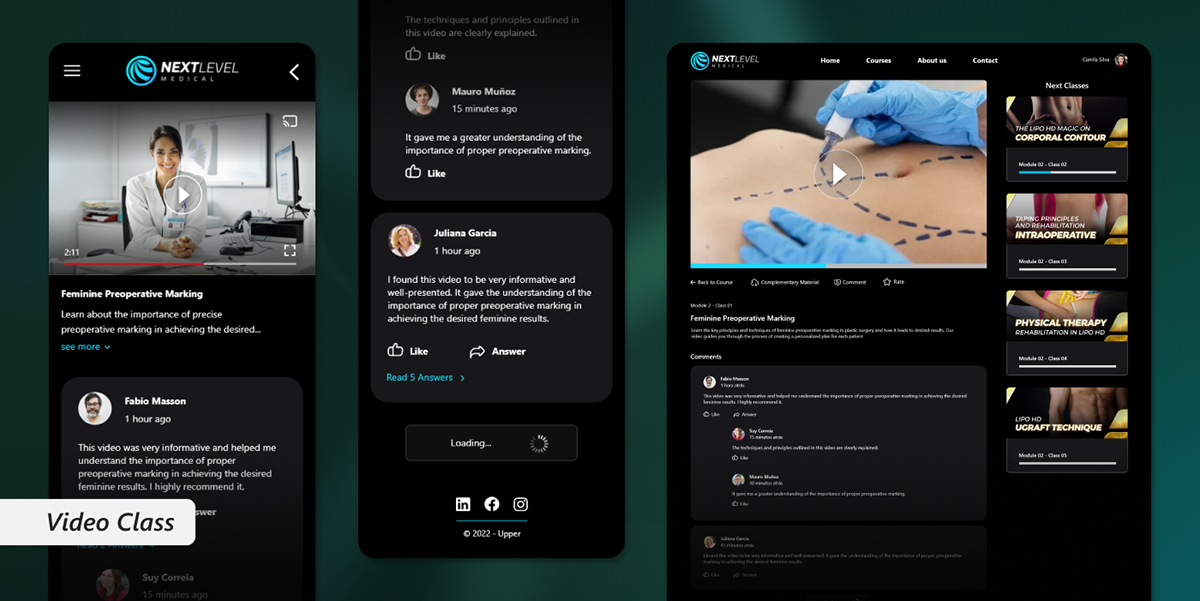 NEXTLEVEL
MEDICAL
2:11
Feminine Preoperative Marking
Learn about the importance of precise
preoperative marking in achieving the desired...
see more
Fabio Masson
1 hour ago
This video was very informative and helped me
understand the importance of proper
preoperative marking in achieving the desired
feminine results. I highly recommend it.
swer
Video Class
Suy Correia
15 minutes ago
The techniques and principles outlined in
this video are clearly explained.
Like
Mauro Muñoz
15 minutes ago
It gave me a greater understanding of the
importance of proper preoperative marking.
Like
Juliana Garcia
1 hour ago
I found this video to be very informative and
well-presented. It gave the understanding of the
importance of proper preoperative marking in
achieving the desired feminine results.
Like Answer
Read 5 Answers
Loading...
© 2022 - Upper
NEXTLEVEL
MEDICAL
Home Courses About us Contact
Camila Silva
Back to Course Complementary Material Comment Rate
Module 2 - Class 01
Feminine Preoperative Marking
Learn the key principles and techniques of feminine preoperative marking in plastic surgery and how it leads to desired results. Our
video guides you through the process of creating a personalized plan for each patient
Comments
Fabio Masson
1 hora atrás
This video was very informative and helped me understand the importance of proper preoperative marking in achieving the desired
feminine results. I highly recommend it.
Like Answer
Suy Correia
15 minutos atrás
The techniques and principles outlined in this video are clearly explained.
Like
Mauro Muñoz
10 minutos atrás
It gave me a greater understanding of the importance of proper preoperative marking.
Like
Juliana Garcia
45 minutos atrás
I found this video to be very informative and well-presented. It gave the understanding of the importance of proper preoperative
marking in achieving the desired feminine results.
Like Answer
Next Classes
THE LIPO HD MAGIC ON
CORPORAL CONTOUR
Module 02 - Class 02
TAPING PRINCIPLES
AND REHABILITATION
INTRAOPERATIVE
Module 02 - Class 03
PHYSICAL THERAPY
REHABILITATION IN LIPO HD
Module 02 - Class 04
LIPO HD
UGRAFT TECHNIQUE
Module 02 - Class 05